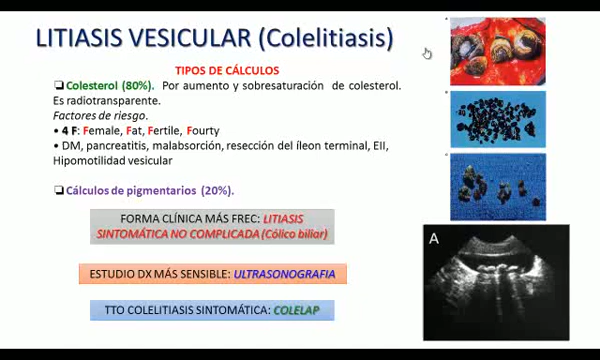 LITIASIS VESICULAR (Colelitiasis)
TIPOS DE CÁLCULOS
Colesterol (80%). Por aumento y sobresaturación de colesterol.
Es radiotransparente.
Factores de riesgo.
• 4 F: Female, Fat, Fertile, Fourty
• DM, pancreatitis, malabsorción, resección del íleon terminal, EII,
Hipomotilidad vesicular
Cálculos de pigmentarios (20%).
FORMA CLÍNICA MÁS FREC: LITIASIS
SINTOMÁTICA NO COMPLICADA (Cólico biliar)
ESTUDIO DX MÁS SENSIBLE: ULTRASONOGRAFIA
TTO COLELITIASIS SINTOMÁTICA: COLELAP
A